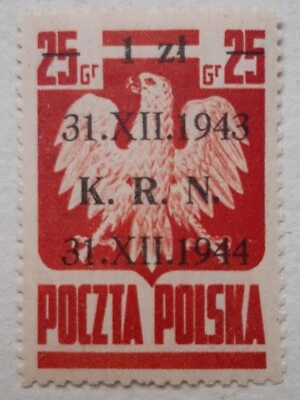 1 zł
25 Gr Gr 25
31.XII.1943
K. R. N.
31.XII.1944
POCZTA POLSKA